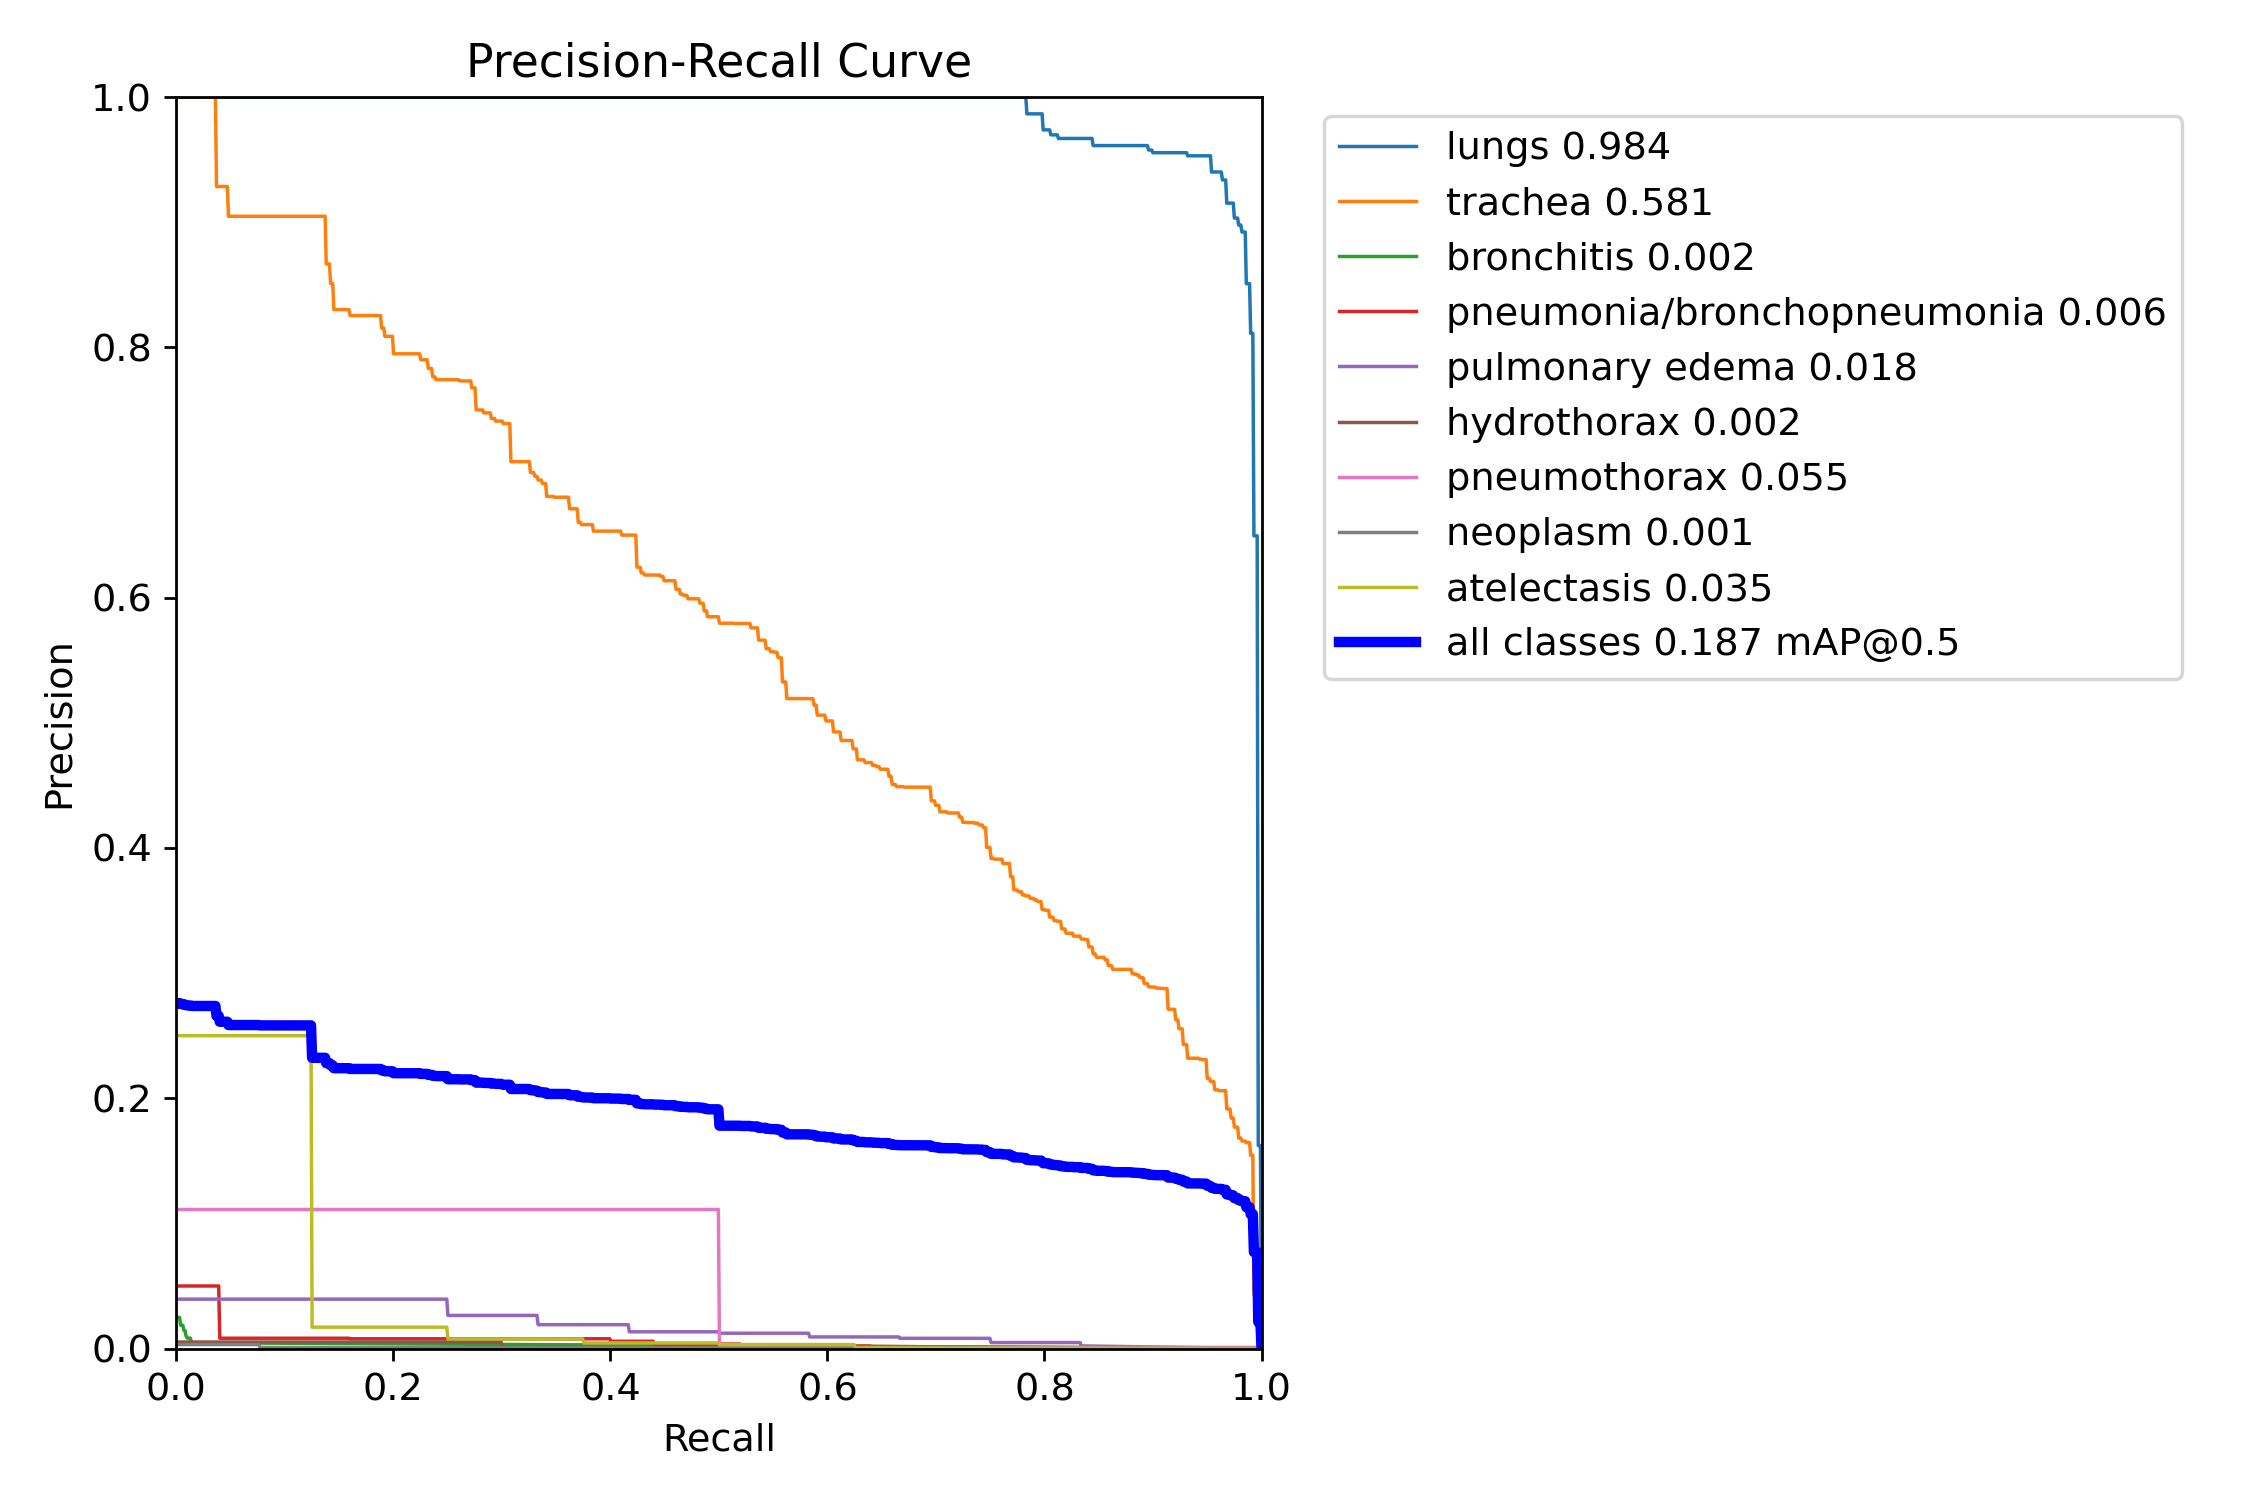 Precision-Recall Curve
1.0
0.8
0.6
0.4
0.2
0.0
Precision
0.0 0.2 0.4 0.6 0.8 1.0
Recall
lungs 0.984
trachea 0.581
bronchitis 0.002
pneumonia/bronchopneumonia 0.006
pulmonary edema 0.018
hydrothorax 0.002
pneumothorax 0.055
neoplasm 0.001
atelectasis 0.035
all classes 0.187 mAP@0.5